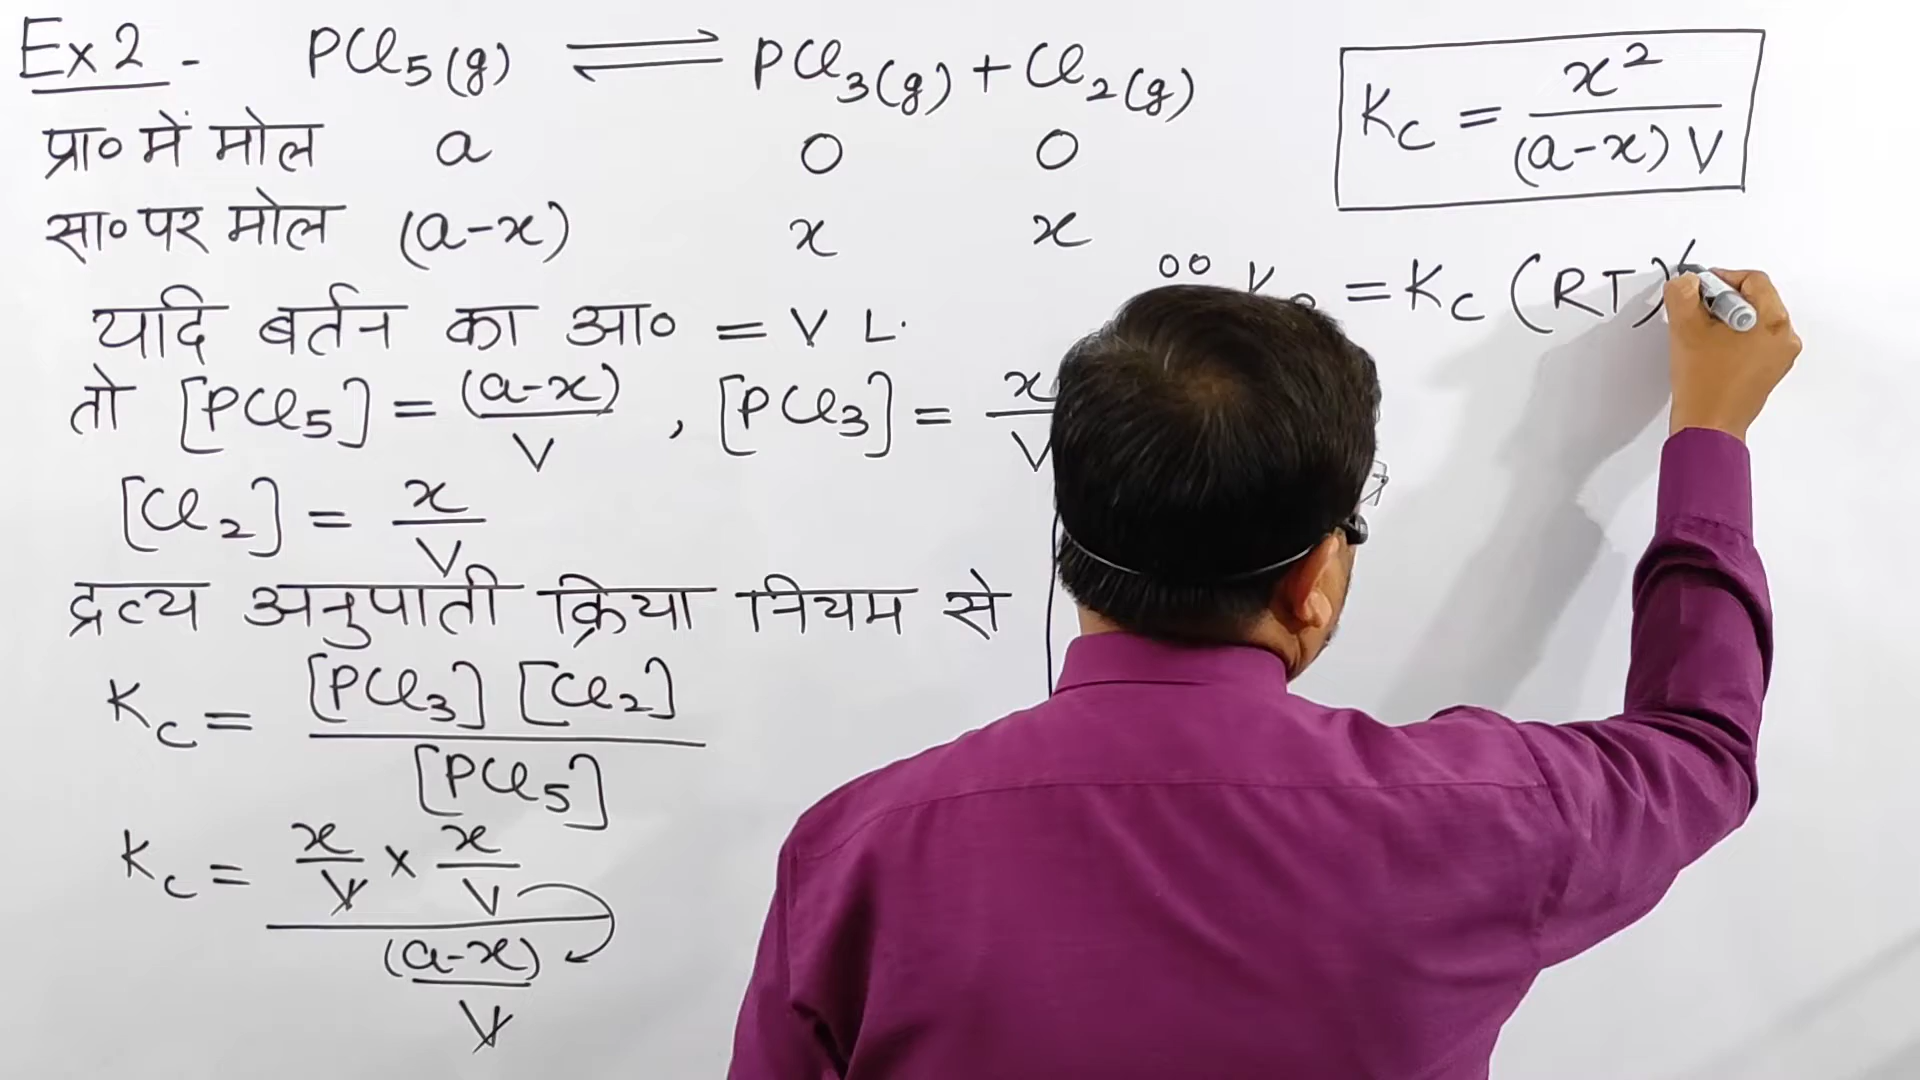 Ex 2 - PCl5(g) ⇌ PCl3(g) + Cl2(g)
प्रा० में मोल a 0 0
सा० पर मोल (a-x) x x
यदि बर्तन का आ० = V L.
तो [PCl5] = (a-x)/V , [PCl3] = x/V
[Cl2] = x/V
द्रव्य अनुपाती क्रिया नियम से
Kc = [PCl3] [Cl2] / [PCl5]
Kc = x/V × x/V / (a-x)/V
Kc = x² / (a-x) V
= Kc (RT)